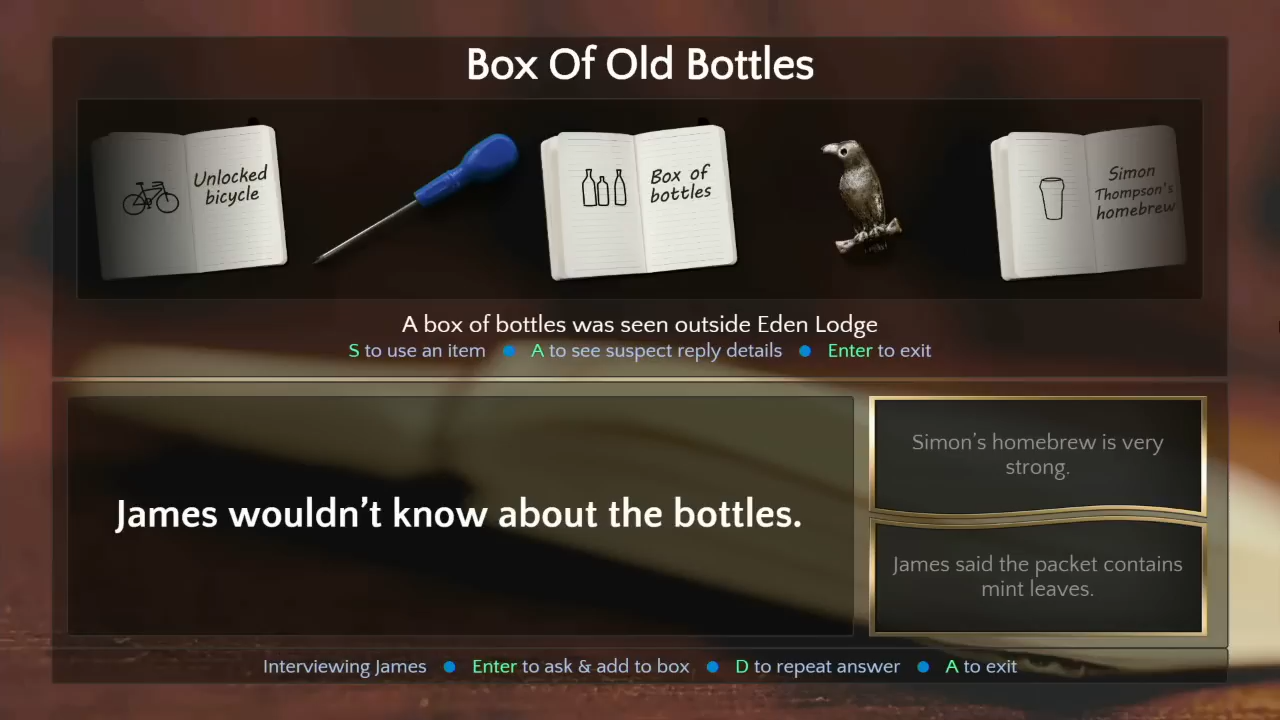 Box Of Old Bottles
Unlocked
bicycle
Box of
bottles
Simon
Thompson's
homebrew
A box of bottles was seen outside Eden Lodge
S to use an item A to see suspect reply details Enter to exit
James wouldn't know about the bottles.
Simon's homebrew is very
strong.
James said the packet contains
mint leaves.
Interviewing James Enter to ask & add to box D to repeat answer A to exit